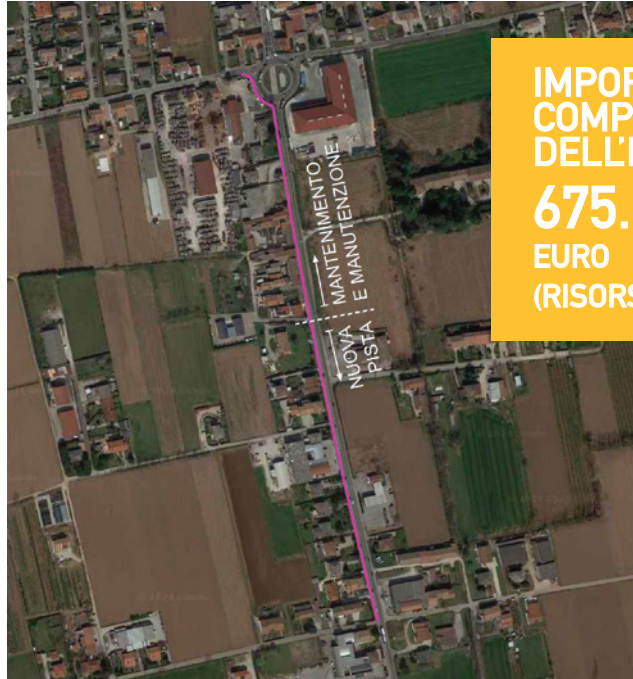 MANTENIMENTO
E MANUTENZIONE
NUOVA
PISTA
IMPOR
COMP
DELL'
675.
EURO
(RISORS